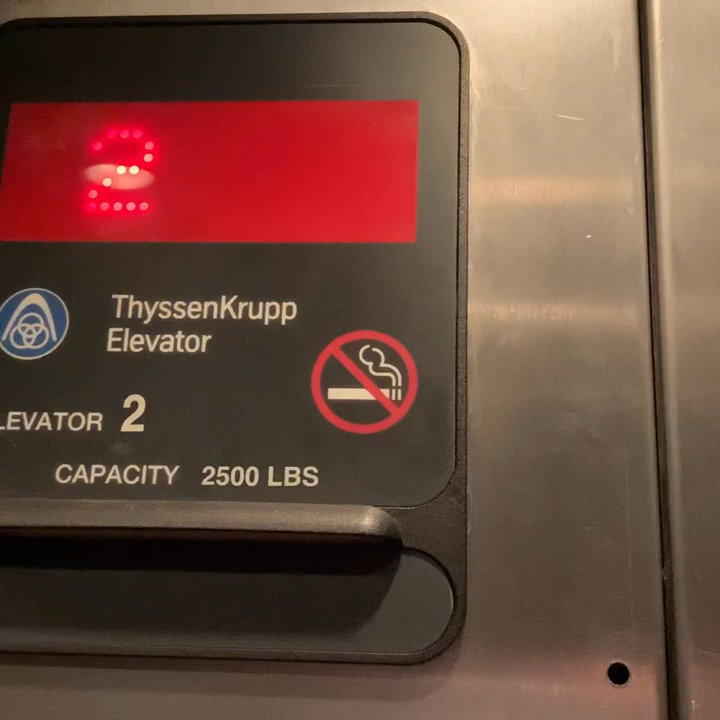 2
ThyssenKrupp
Elevator
LEVATOR 2
CAPACITY 2500 LBS